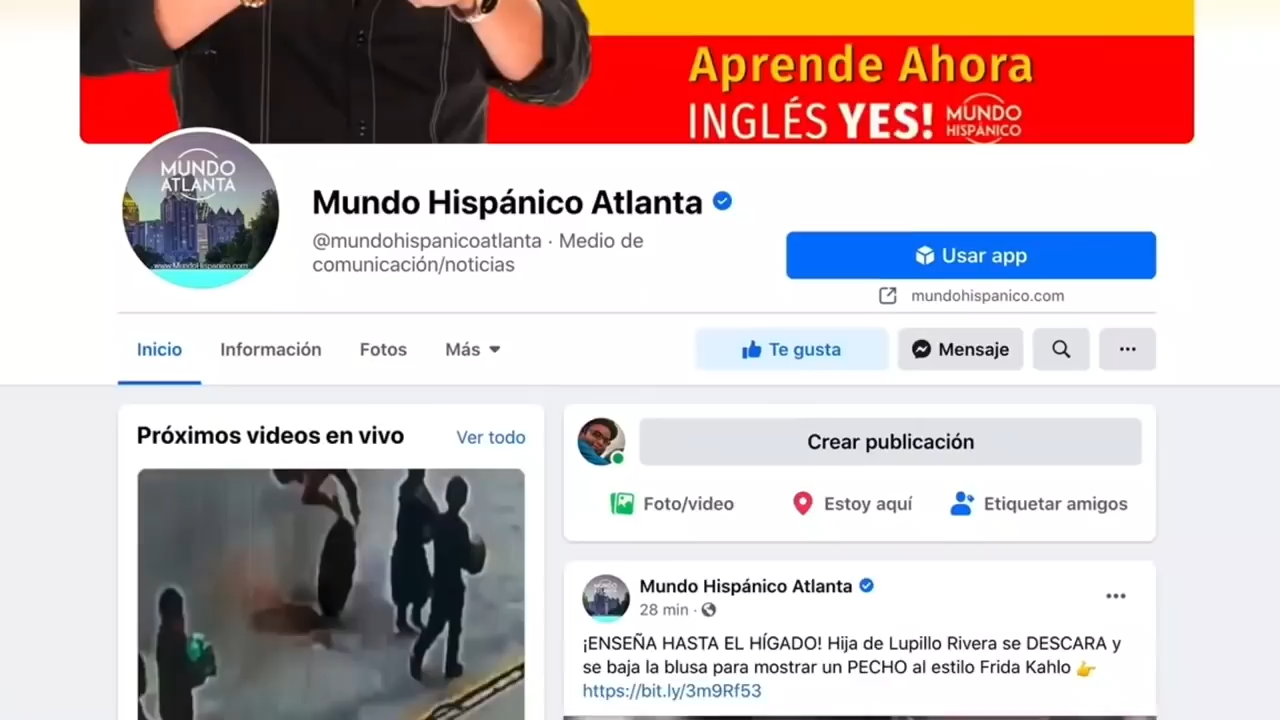 Aprende Ahora
INGLÉS YES! MUNDO
HISPÁNICO
MUNDO
ATLANTA
www.MundoHispanico.com
Mundo Hispánico Atlanta
@mundohispanicoatlanta · Medio de
comunicación/noticias
Usar app
mundohispanico.com
Inicio
Información
Fotos
Más
Te gusta
Mensaje
Próximos videos en vivo
Ver todo
Crear publicación
Foto/video
Estoy aquí
Etiquetar amigos
MUNDO
ATLANTA
Mundo Hispánico Atlanta
28 min ·
¡ENSEÑA HASTA EL HÍGADO! Hija de Lupillo Rivera se DESCARA y
se baja la blusa para mostrar un PECHO al estilo Frida Kahlo 👉
https://bit.ly/3m9Rf53